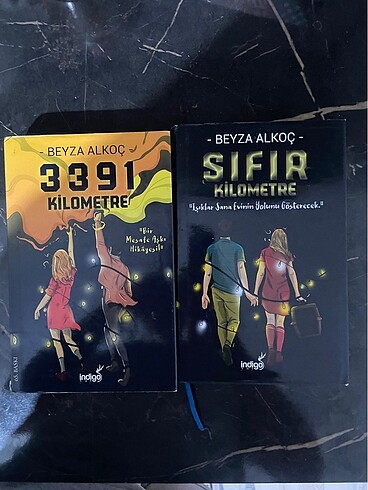 - BEYZA ALKOÇ -
3391
KİLOMETRE
"Bir
Mesafe Aşkı
Hikâyesi!"
indigo
- BEYZA ALKOÇ -
SIFIR
KİLOMETRE
"Işıklar Sana Evinin Yolunu Gösterecek."
indigo